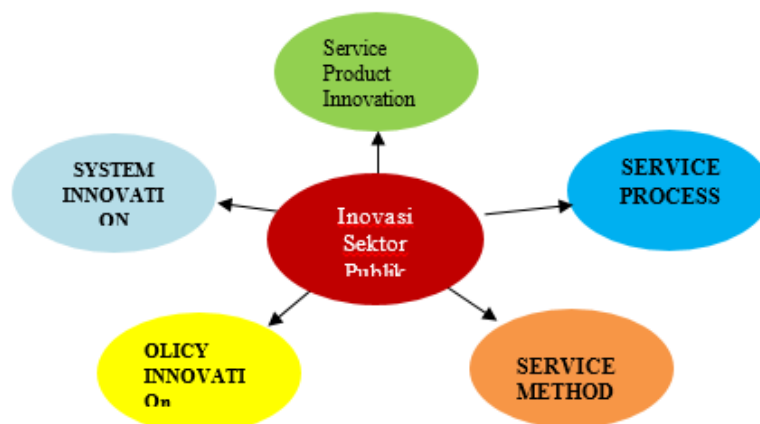 Service
Product
Innovation
SYSTEM
INNOVATI
ON
SERVICE
PROCESS
Inovasi
Sektor
Publik
OLICY
INNOVATI
On
SERVICE
METHOD